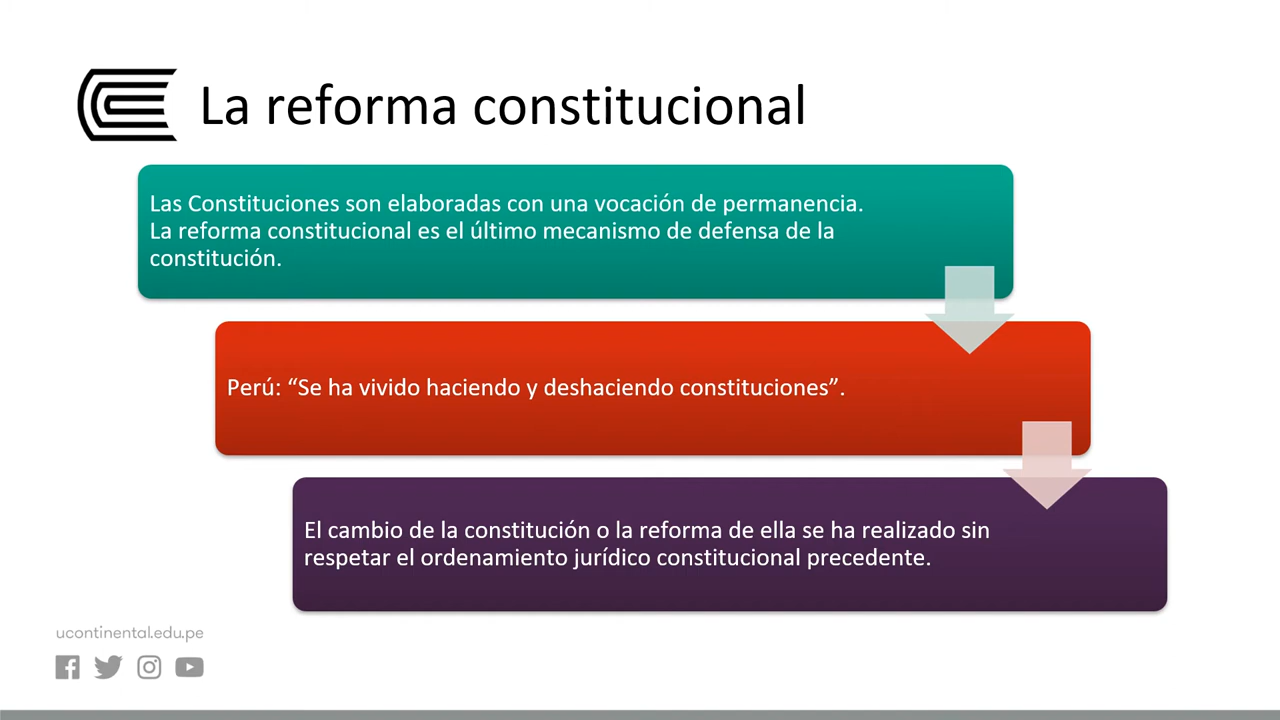 La reforma constitucional
Las Constituciones son elaboradas con una vocación de permanencia.
La reforma constitucional es el último mecanismo de defensa de la
constitución.
Perú: “Se ha vivido haciendo y deshaciendo constituciones”.
El cambio de la constitución o la reforma de ella se ha realizado sin
respetar el ordenamiento jurídico constitucional precedente.
ucontinental.edu.pe